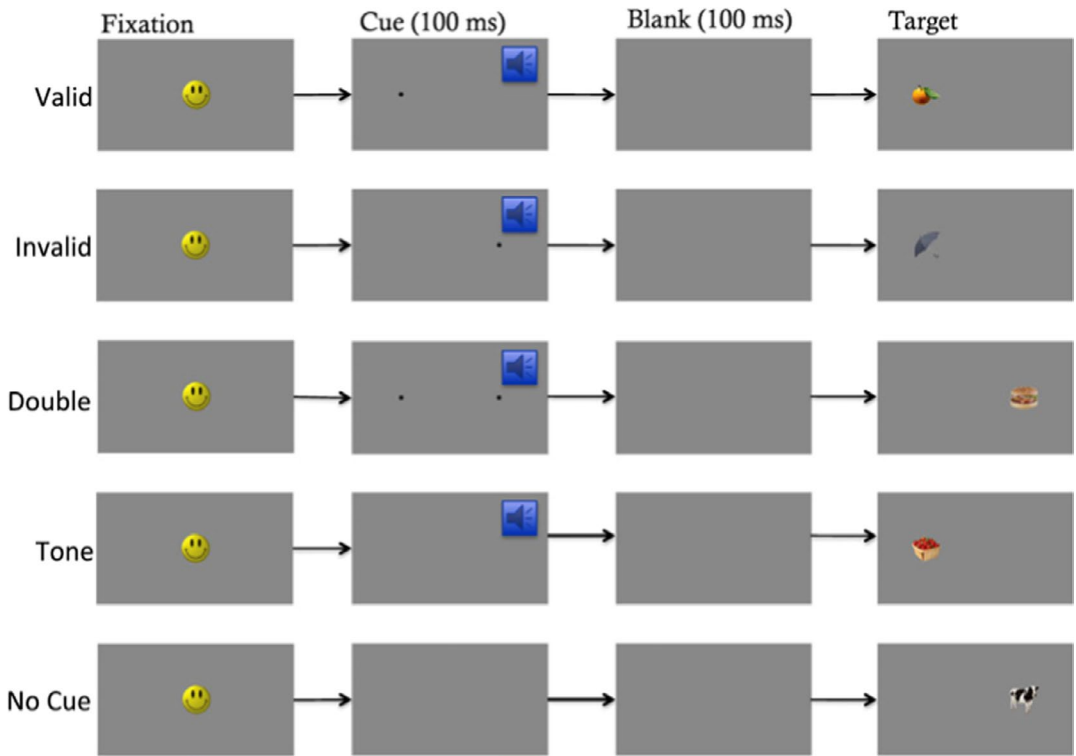 Fixation
Cue (100 ms)
Blank (100 ms)
Target
Valid
Invalid
Double
Tone
No Cue